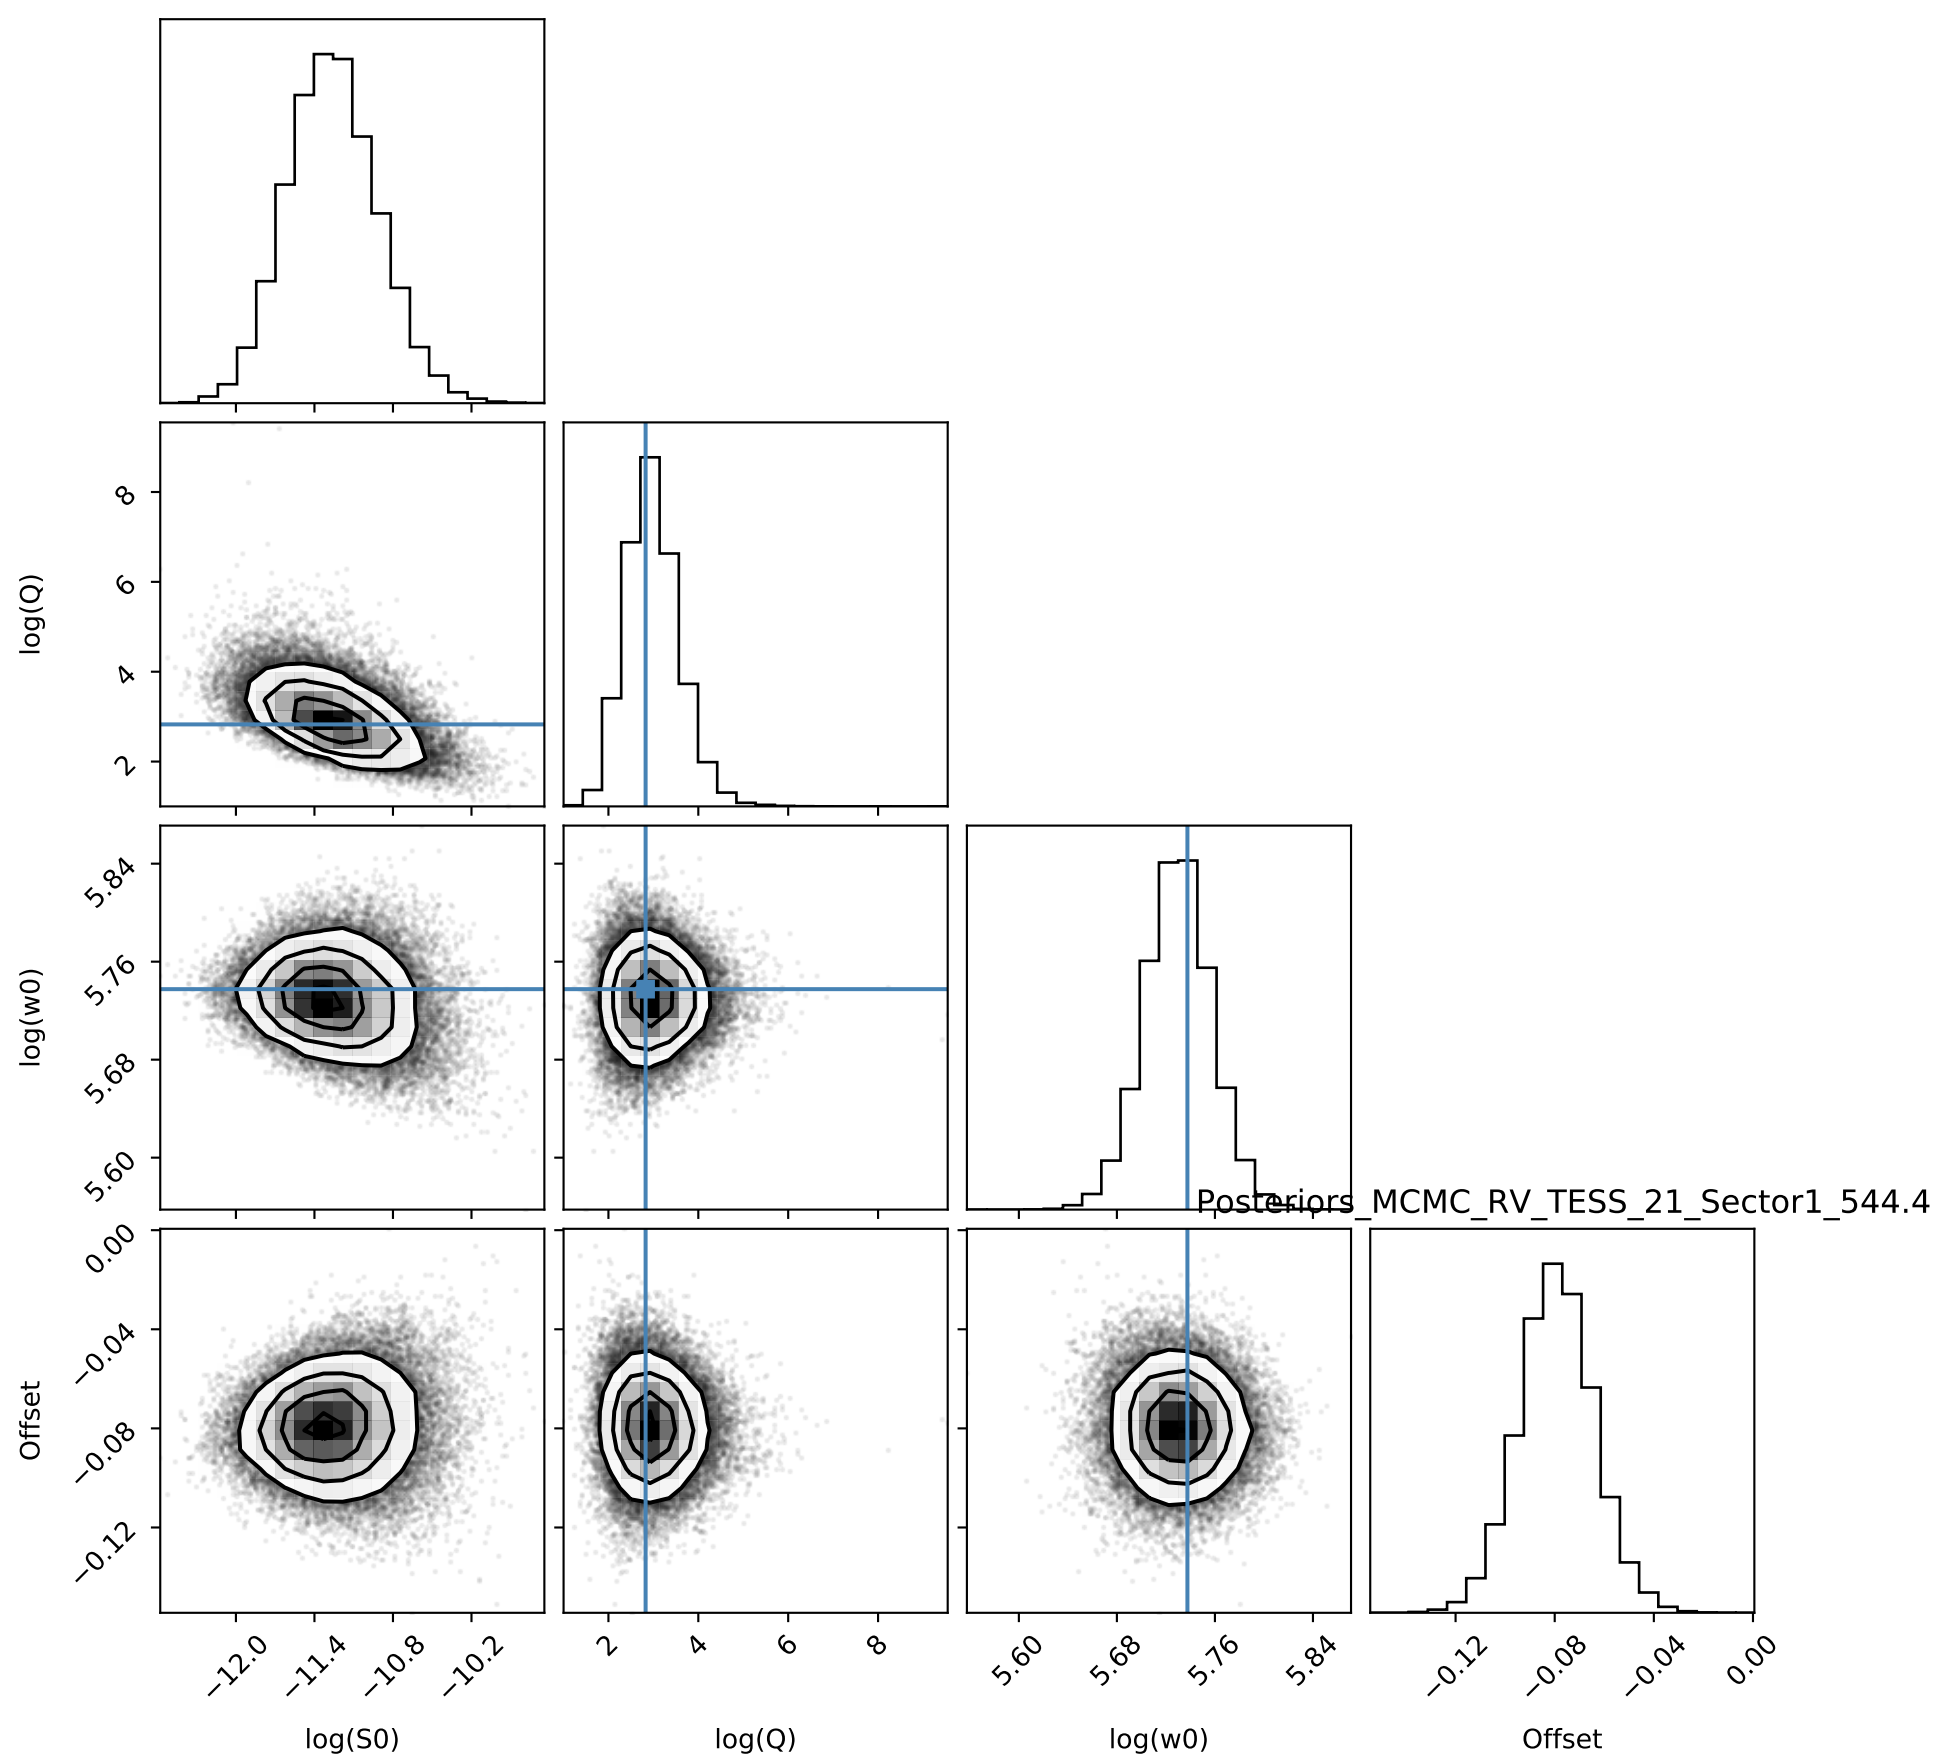 log(Q)
8
6
4
2
log(w0)
5.84
5.76
5.68
5.60
Posteriors_MCMC_RV_TESS_21_Sector1_544.4
Offset
0.00
−0.04
−0.08
−0.12
−12.0 −11.4 −10.8 −10.2
2 4 6 8
5.60 5.68 5.76 5.84
−0.12 −0.08 −0.04 0.00
log(S0) log(Q) log(w0) Offset